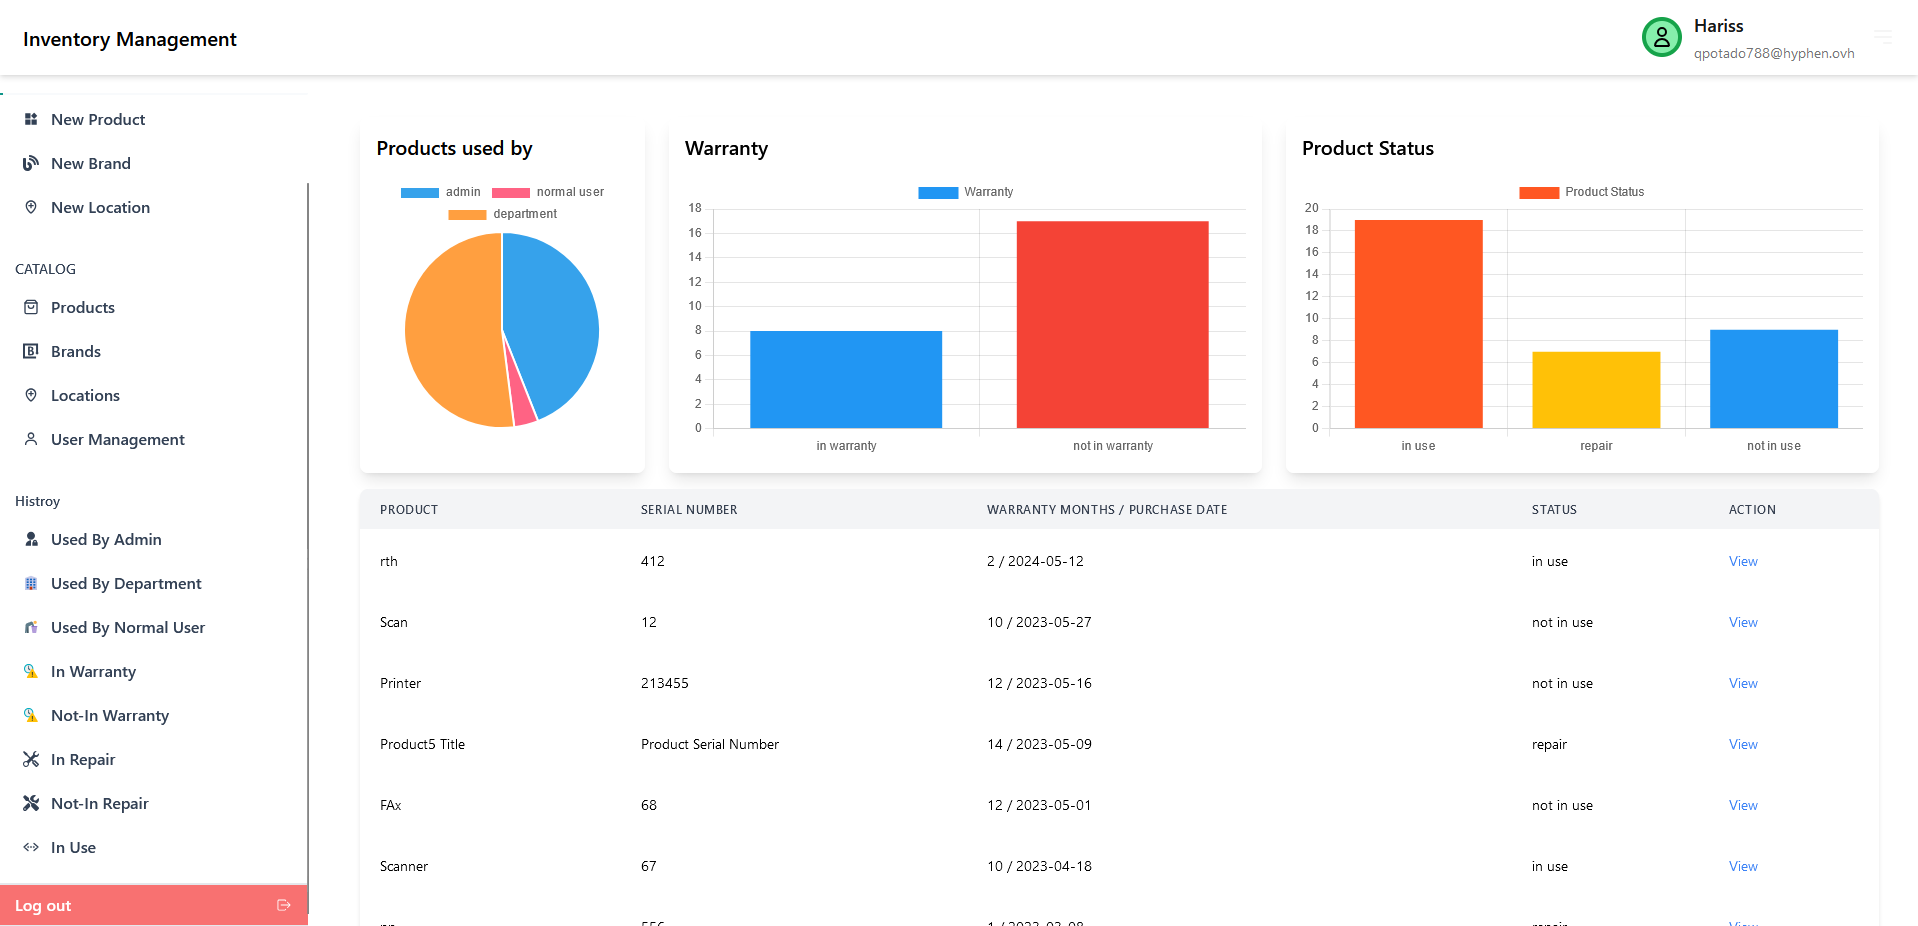 Inventory Management
Hariss
qpotado788@hyphen.ovh
New Product
New Brand
New Location
CATALOG
Products
Brands
Locations
User Management
Histroy
Used By Admin
Used By Department
Used By Normal User
In Warranty
Not-In Warranty
In Repair
Not-In Repair
In Use
Log out
Products used by
admin normal user
department
Warranty
Warranty
18
16
14
12
10
8
6
4
2
0
in warranty not in warranty
Product Status
Product Status
20
18
16
14
12
10
8
6
4
2
0
in use repair not in use
PRODUCT SERIAL NUMBER WARRANTY MONTHS / PURCHASE DATE STATUS ACTION
rth 412 2 / 2024-05-12 in use View
Scan 12 10 / 2023-05-27 not in use View
Printer 213455 12 / 2023-05-16 not in use View
Product5 Title Product Serial Number 14 / 2023-05-09 repair View
FAx 68 12 / 2023-05-01 not in use View
Scanner 67 10 / 2023-04-18 in use View